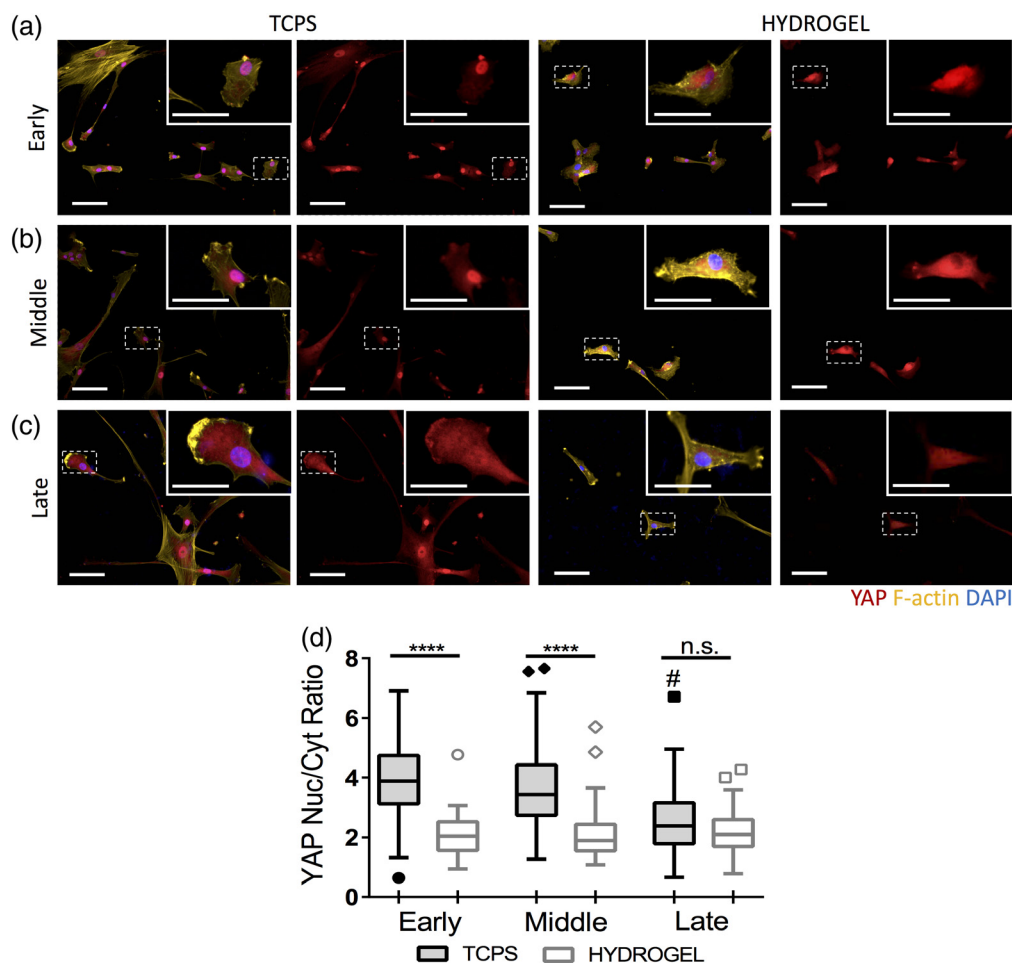 (a) TCPS HYDROGEL
Early
(b)
Middle
(c)
Late
YAP F-actin DAPI
(d)
**** **** n.s.
#
YAP Nuc/Cyt Ratio
8
6
4
2
0
Early Middle Late
TCPS HYDROGEL